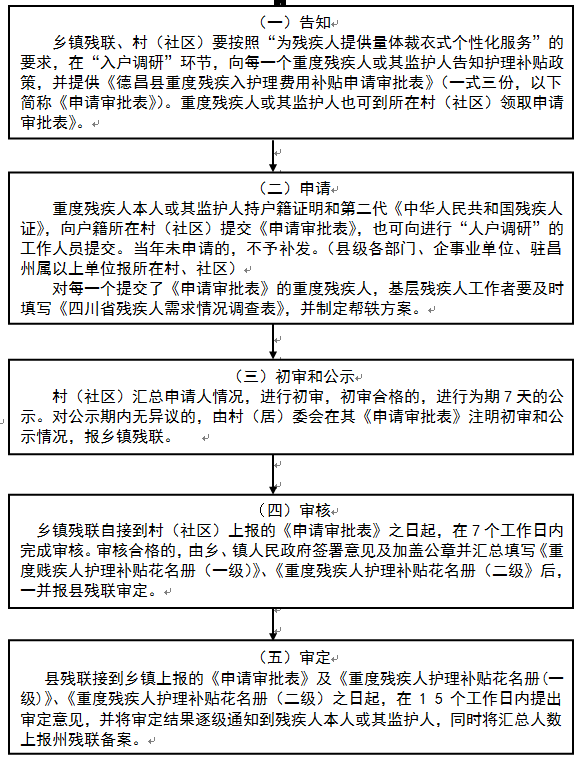 （一）告知
乡镇残联、村（社区）要按照“为残疾人提供量体裁衣式个性化服务”的
要求，在“入户调研”环节，向每一个重度残疾人或其监护人告知护理补贴政
策，并提供《德昌县重度残疾入护理费用补贴申请审批表》（一式三份，以下
简称《申请审批表》）。重度残疾人或其监护人也可到所在村（社区）领取申请
审批表》。
（二）申请
重度残疾人本人或其监护人持户籍证明和第二代《中华人民共和国残疾人
证》，向户籍所在村（社区）提交《申请审批表》，也可向进行“人户调研”的
工作人员提交。当年未申请的，不予补发。（县级各部门、企事业单位、驻昌
州属以上单位报所在村、社区）
对每一个提交了《申请审批表》的重度残疾人，基层残疾人工作者要及时
填写《四川省残疾人需求情况调查表》，并制定帮轶方案。
（三）初审和公示
村（社区）汇总申请人情况，进行初审，初审合格的，进行为期7天的公
示。对公示期内无异议的，由村（居）委会在其《申请审批表》注明初审和公
示情况，报乡镇残联。
（四）审核
乡镇残联自接到村（社区）上报的《申请审批表》之日起，在7个工作日内
完成审核。审核合格的，由乡、镇人民政府签署意见及加盖公章并汇总填写《重
度贱疾人护理补贴花名册（一级）》、《重度残疾人护理补贴花名册（二级》后，
一并报县残联审定。
（五）审定
县残联接到乡镇上报的《申请审批表》及《重度残疾人护理补贴花名册(一
级)》、《重度残疾人护理补贴花名册（二级）之日起，在１５个工作日内提出
审定意见，并将审定结果逐级通知到残疾人本人或其监护人，同时将汇总人数
上报州残联备案。